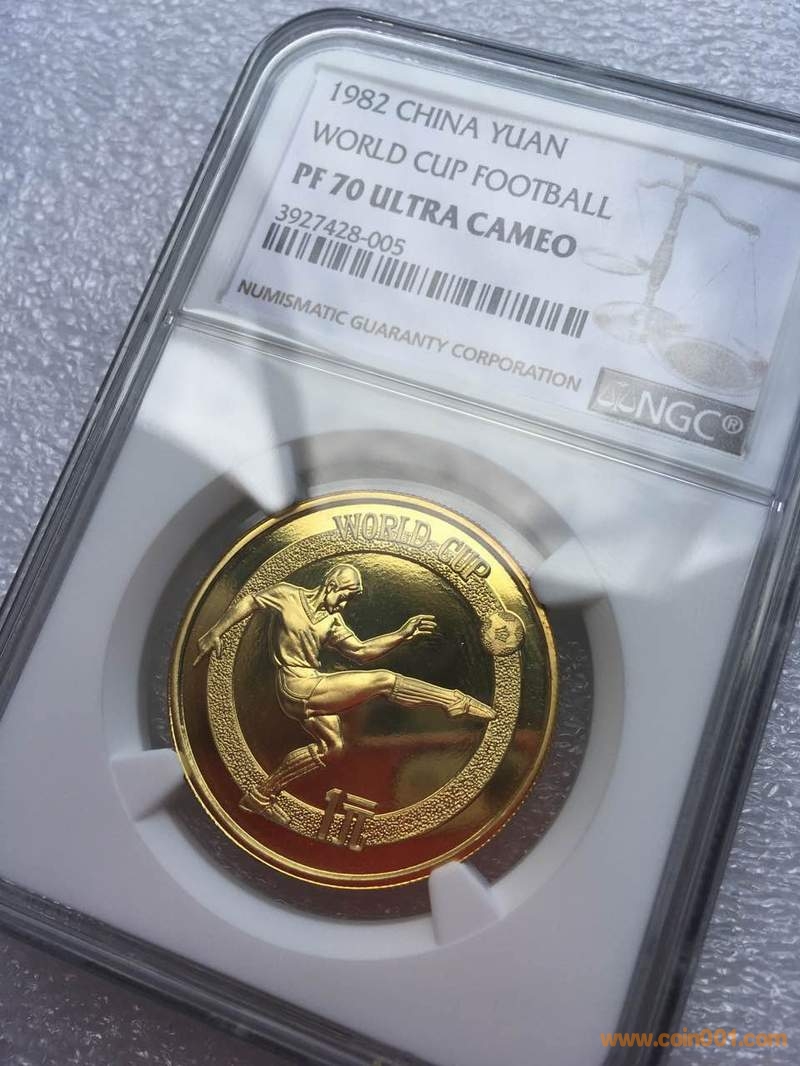 1982 CHINA YUAN
WORLD CUP FOOTBALL
PF 70 ULTRA CAMEO
3927428-005
NUMISMATIC GUARANTY CORPORATION
NGC®
WORLD CUP
1元
www.coin001.com